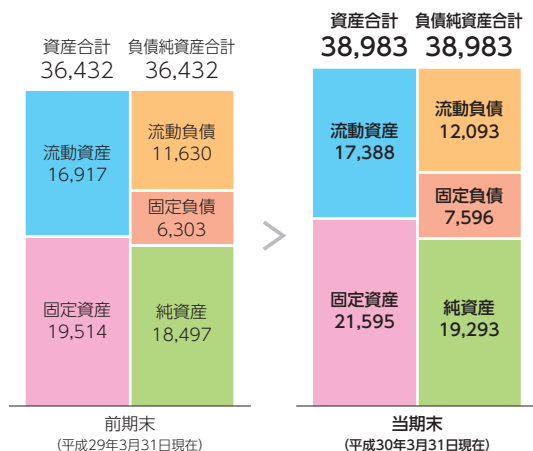 資産合計
36,432
負債純資産合計
36,432
流動資産
16,917
固定資産
19,514
流動負債
11,630
固定負債
6,303
純資産
18,497
前期末
(平成29年3月31日現在)
資産合計
38,983
負債純資産合計
38,983
流動資産
17,388
固定資産
21,595
流動負債
12,093
固定負債
7,596
純資産
19,293
当期末
(平成30年3月31日現在)